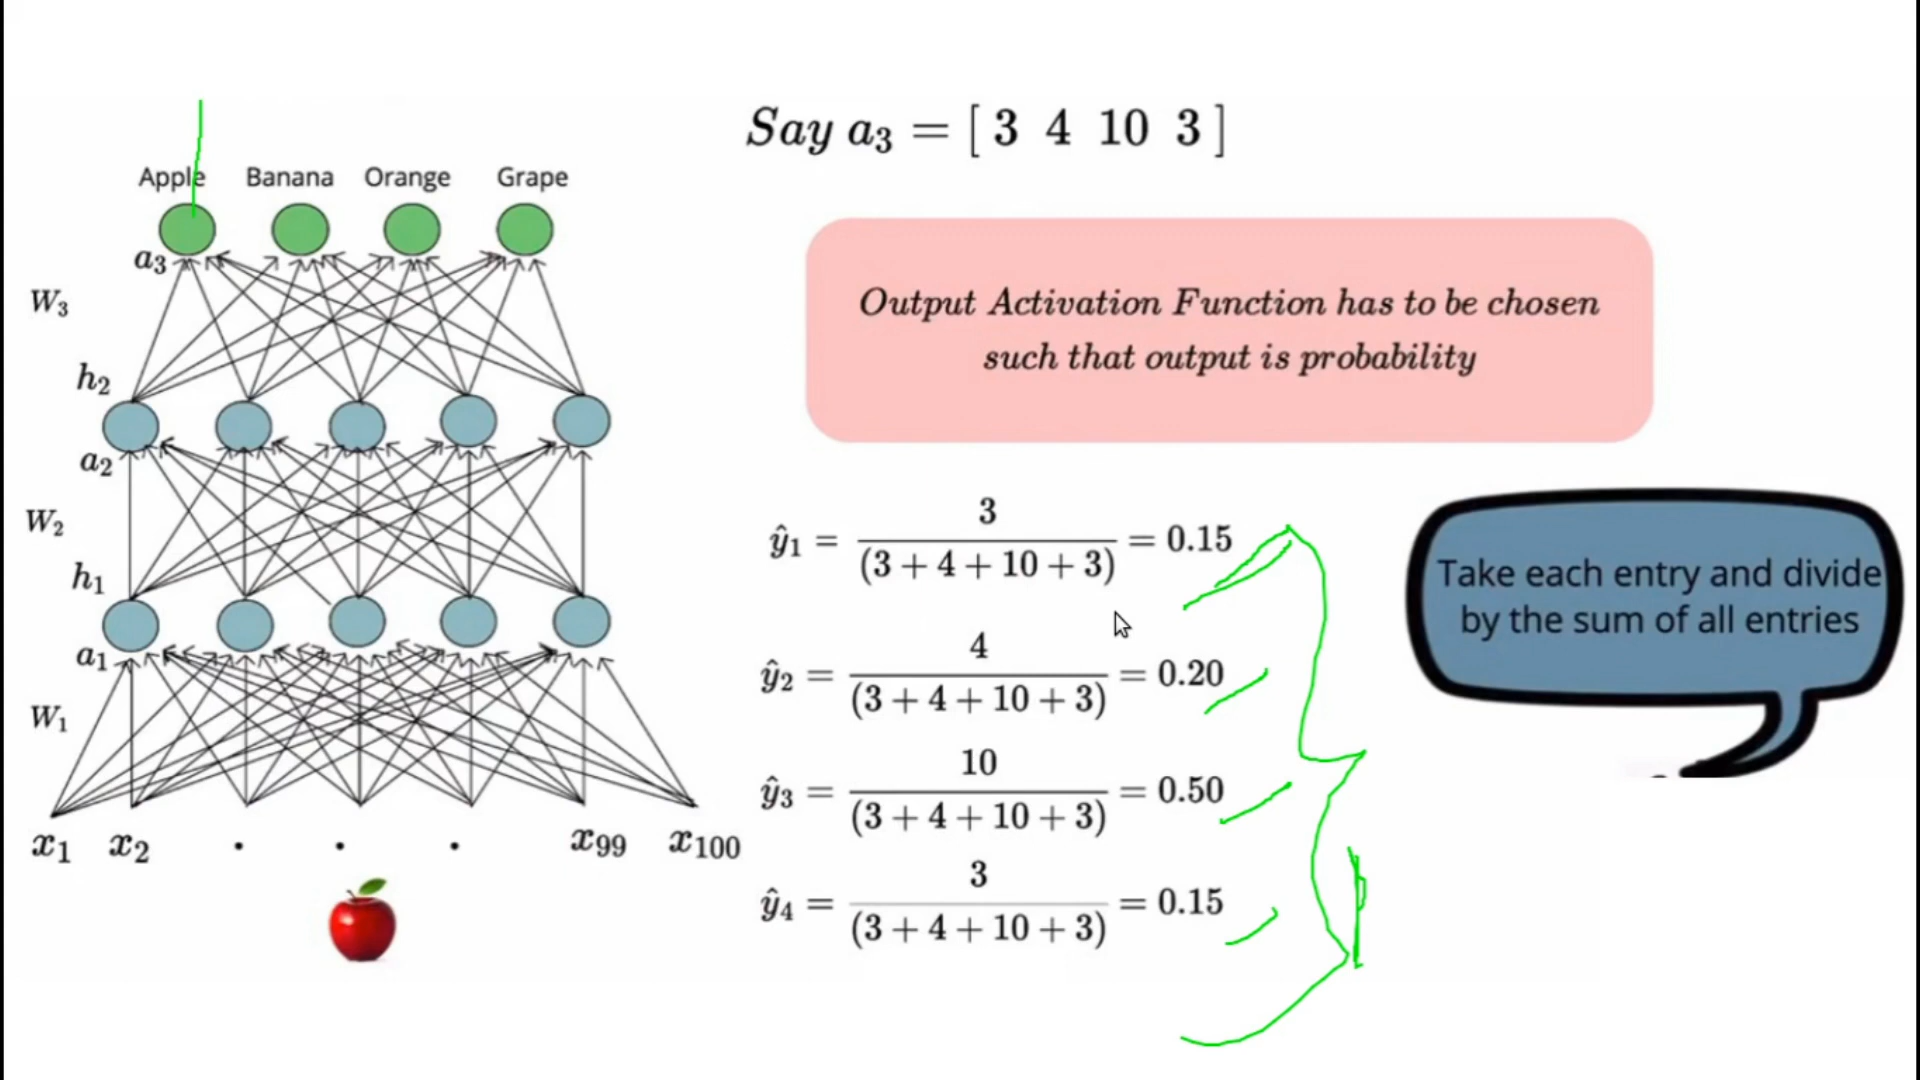 Say a₃ = [ 3 4 10 3 ]
Apple Banana Orange Grape
a₃
W₃
h₂
a₂
W₂
h₁
a₁
W₁
x₁ x₂ . . . x₉₉ x₁₀₀
Output Activation Function has to be chosen
such that output is probability
ŷ₁ = 3 / (3 + 4 + 10 + 3) = 0.15
ŷ₂ = 4 / (3 + 4 + 10 + 3) = 0.20
ŷ₃ = 10 / (3 + 4 + 10 + 3) = 0.50
ŷ₄ = 3 / (3 + 4 + 10 + 3) = 0.15
Take each entry and divide
by the sum of all entries